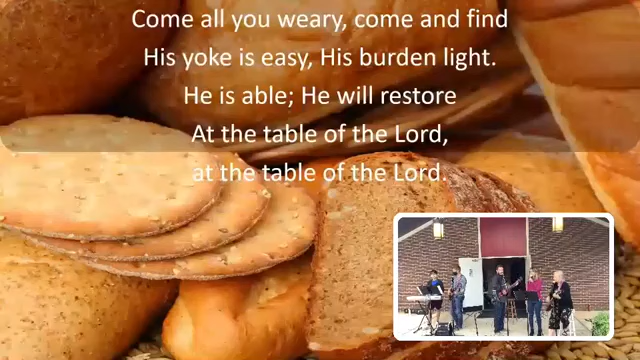 Come all you weary, come and find
His yoke is easy, His burden light.
He is able; He will restore
At the table of the Lord,
at the table of the Lord.